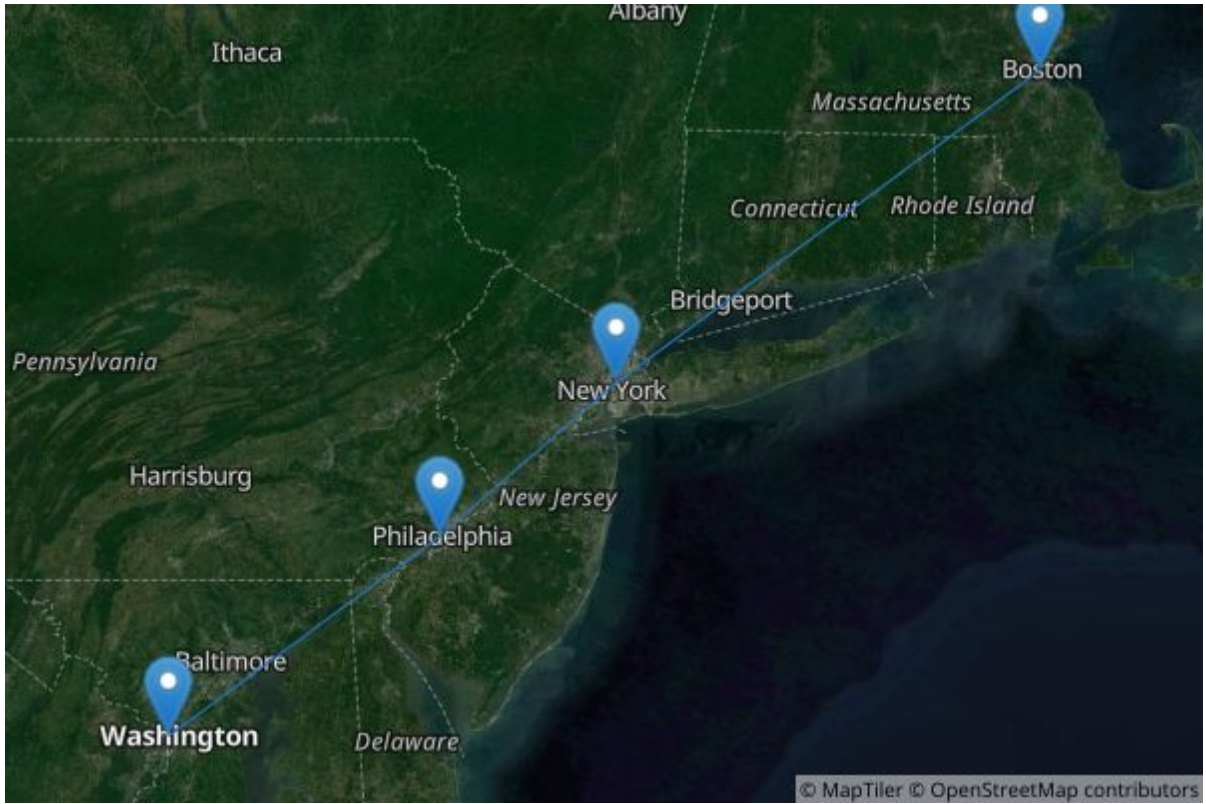 Albany
Ithaca
Boston
Massachusetts
Connecticut
Rhode Island
Bridgeport
Pennsylvania
New York
Harrisburg
New Jersey
Philadelphia
Baltimore
Washington
Delaware
© MapTiler © OpenStreetMap contributors